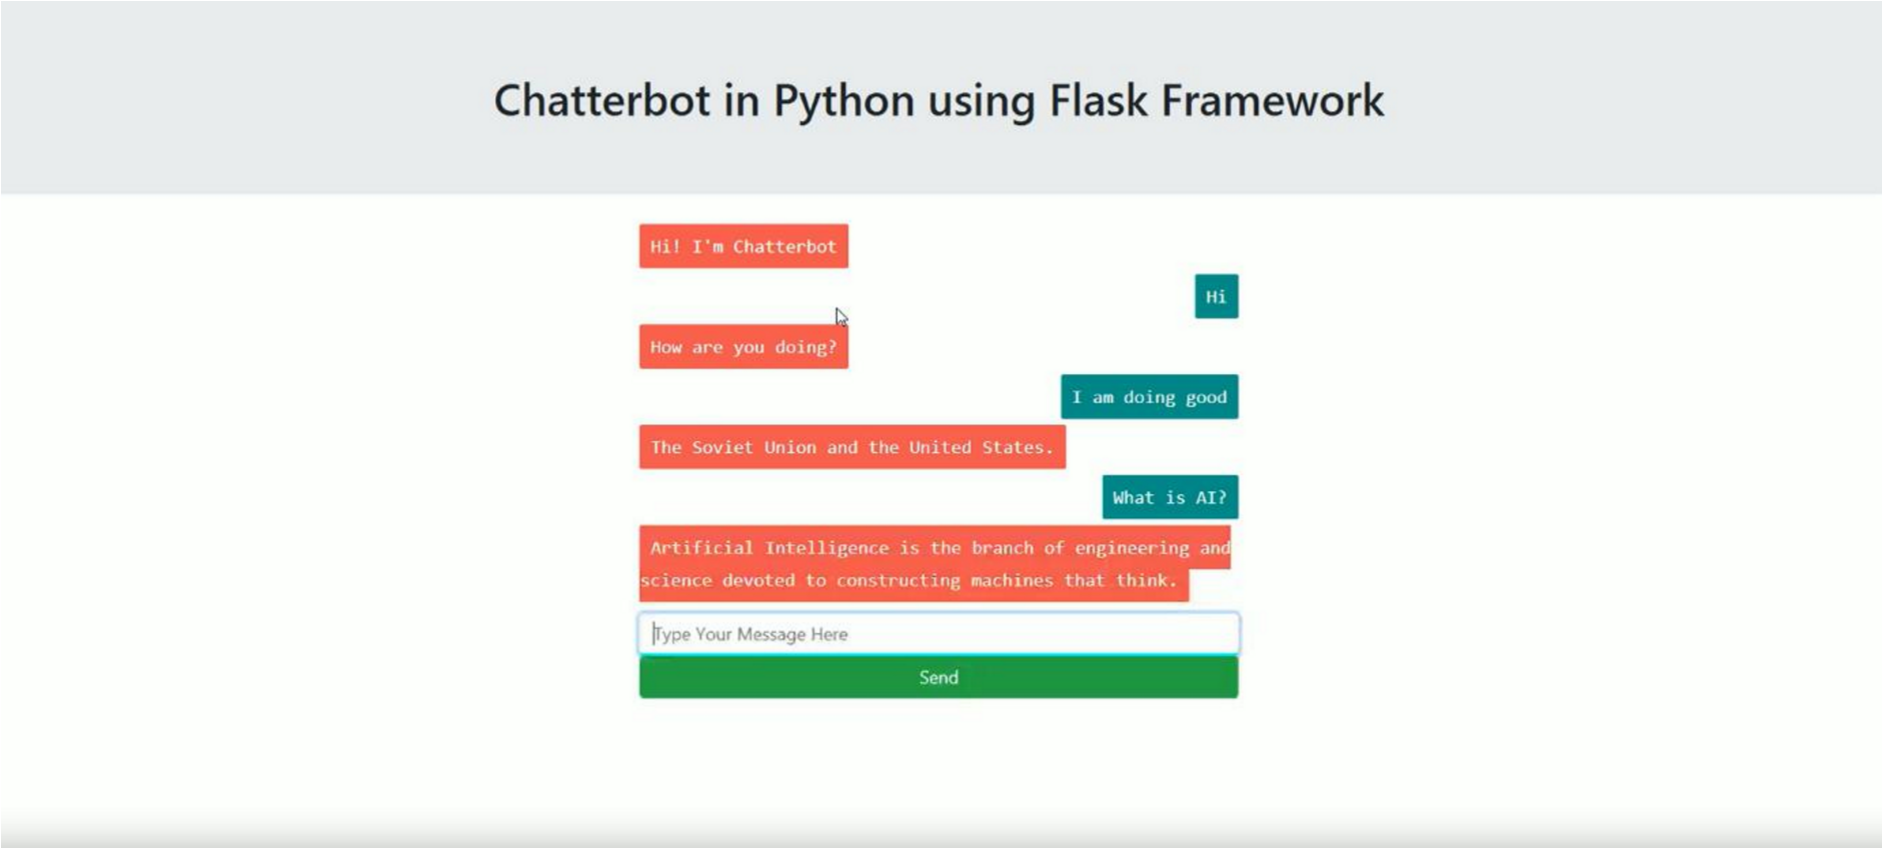 Chatterbot in Python using Flask Framework
Hi! I'm Chatterbot
Hi
How are you doing?
I am doing good
The Soviet Union and the United States.
What is AI?
Artificial Intelligence is the branch of engineering and
science devoted to constructing machines that think.
Type Your Message Here
Send